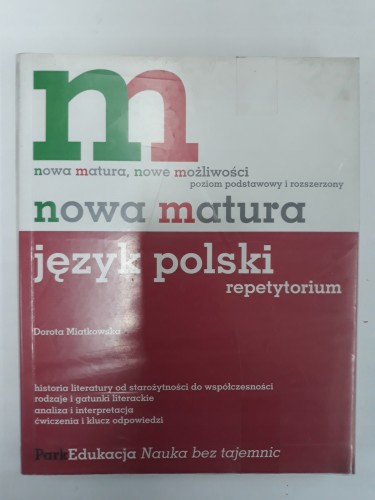 nm
nowa matura, nowe możliwości
poziom podstawowy i rozszerzony
nowa matura
język polski
repetytorium
Dorota Miatkowska
historia literatury od starożytności do współczesności
rodzaje i gatunki literackie
analiza i interpretacja
ćwiczenia i klucz odpowiedzi
ParkEdukacja Nauka bez tajemnic